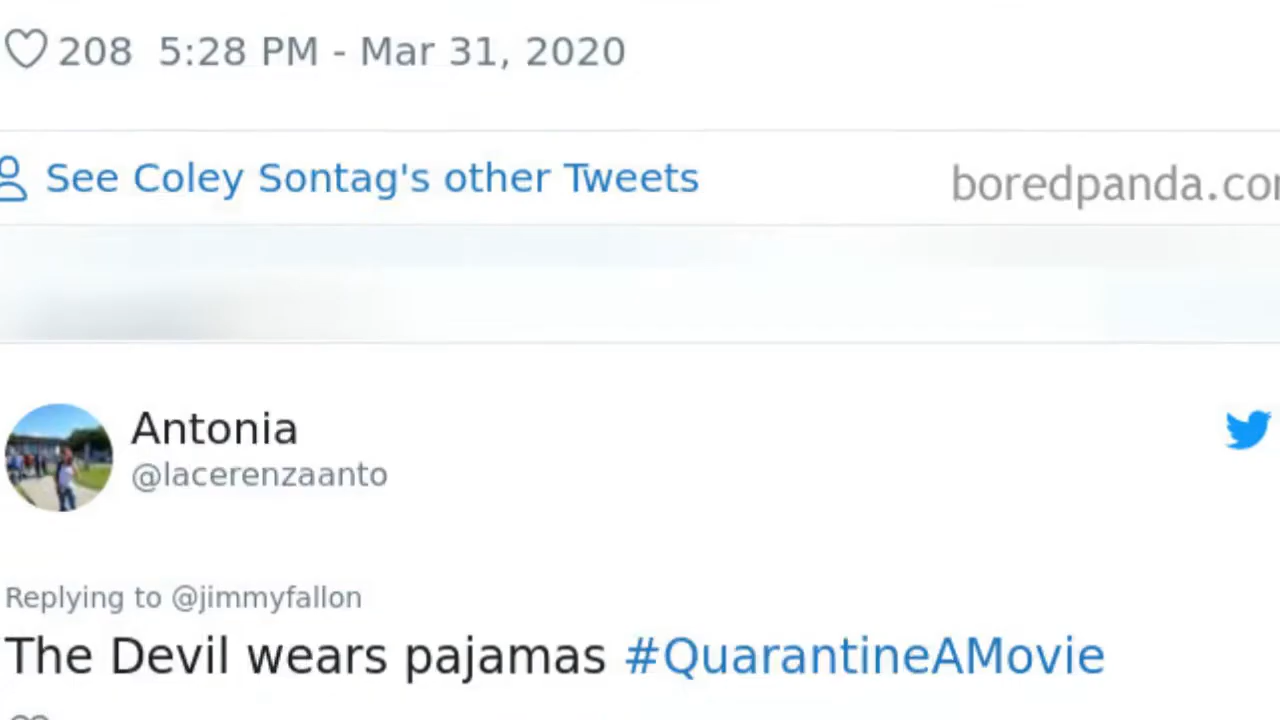 208 5:28 PM - Mar 31, 2020
See Coley Sontag's other Tweets
boredpanda.co
Antonia
@lacerenzaanto
Replying to @jimmyfallon
The Devil wears pajamas #QuarantineAMovie